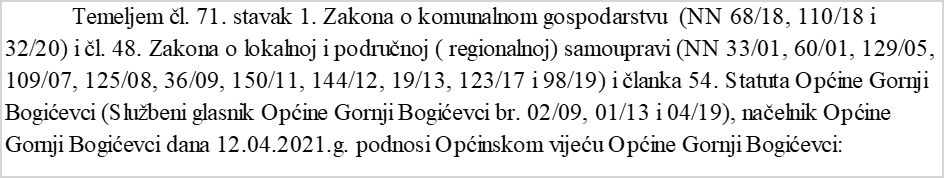 Temeljem čl. 71. stavak 1. Zakona o komunalnom gospodarstvu (NN 68/18, 110/18 i
32/20) i čl. 48. Zakona o lokalnoj i područnoj ( regionalnoj) samoupravi (NN 33/01, 60/01, 129/05,
109/07, 125/08, 36/09, 150/11, 144/12, 19/13, 123/17 i 98/19) i članka 54. Statuta Općine Gornji
Bogićevci (Službeni glasnik Općine Gornji Bogićevci br. 02/09, 01/13 i 04/19), načelnik Općine
Gornji Bogićevci dana 12.04.2021.g. podnosi Općinskom vijeću Općine Gornji Bogićevci: